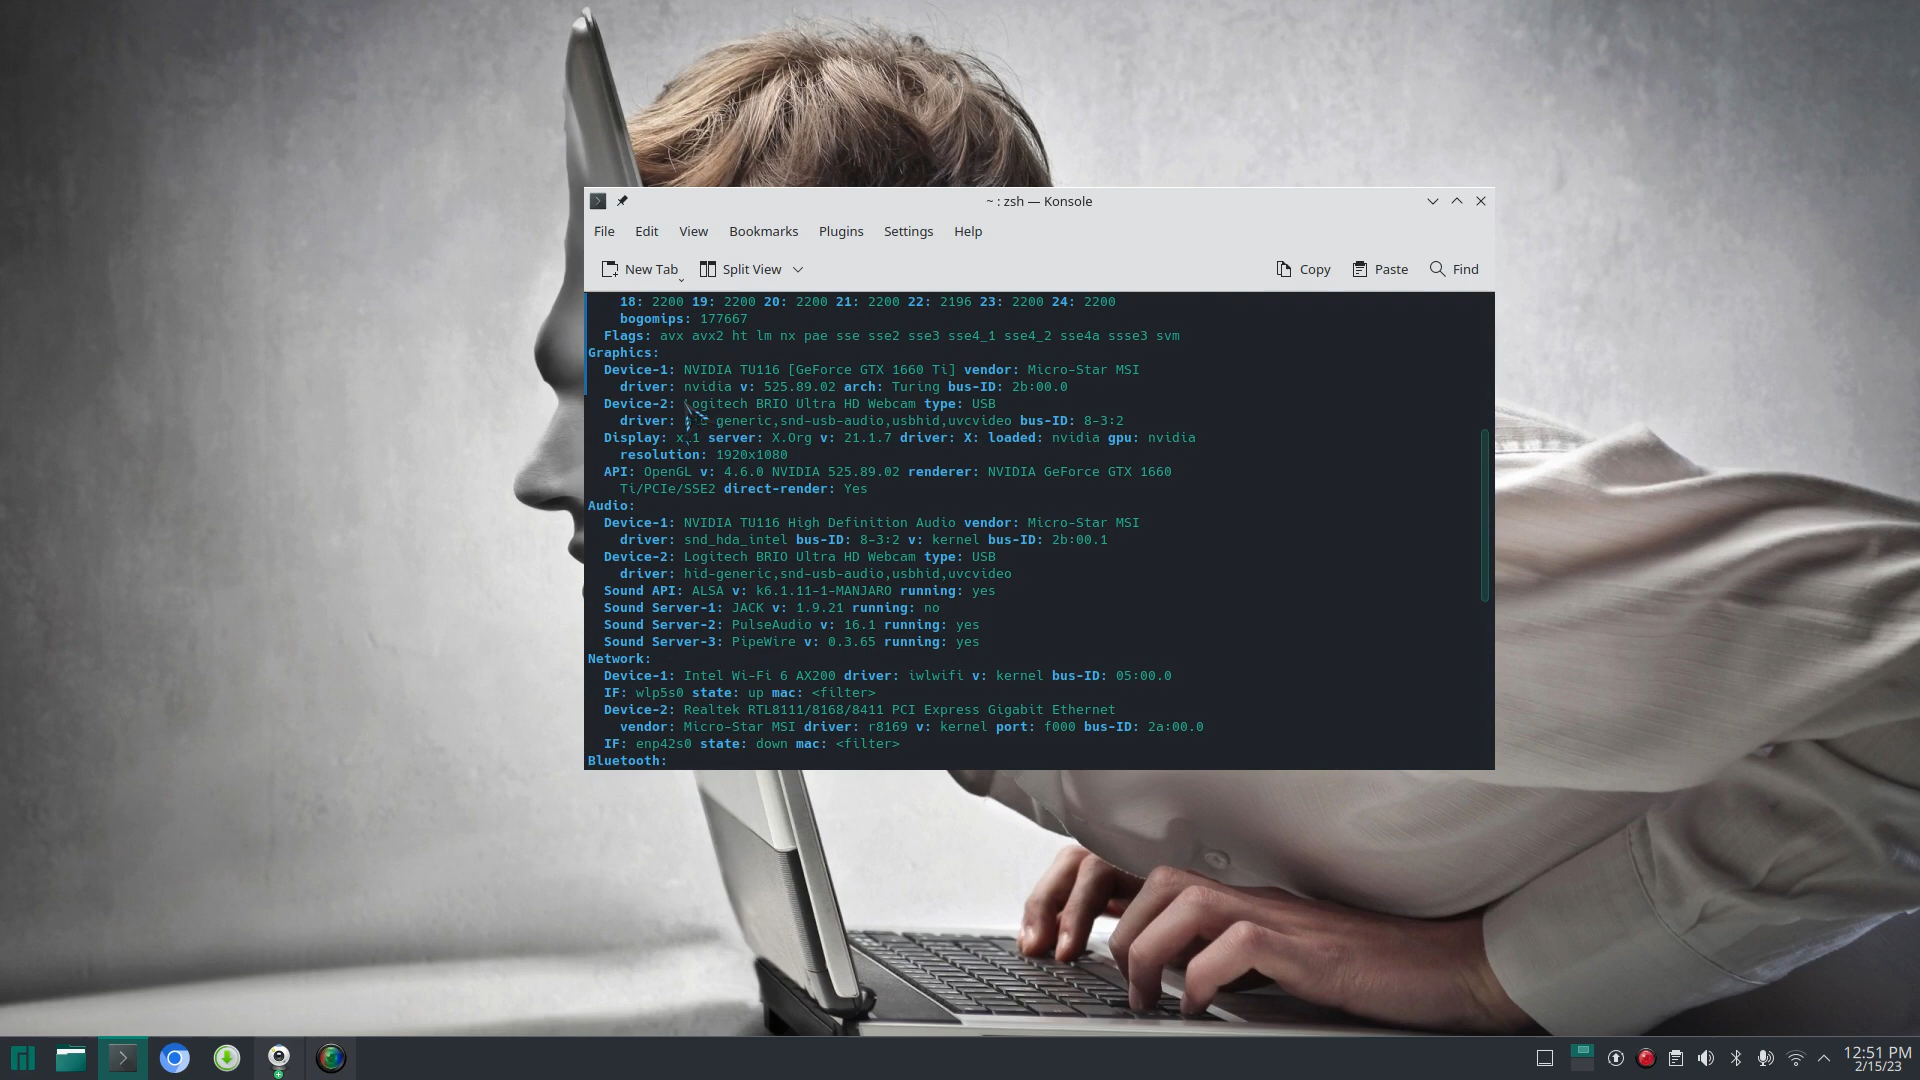 ~ : zsh — Konsole
File Edit View Bookmarks Plugins Settings Help
New Tab Split View Copy Paste Find
18: 2200 19: 2200 20: 2200 21: 2200 22: 2196 23: 2200 24: 2200
bogomips: 177667
Flags: avx avx2 ht lm nx pae sse sse2 sse3 sse4_1 sse4_2 sse4a ssse3 svm
Graphics:
Device-1: NVIDIA TU116 [GeForce GTX 1660 Ti] vendor: Micro-Star MSI
driver: nvidia v: 525.89.02 arch: Turing bus-ID: 2b:00.0
Device-2: Logitech BRIO Ultra HD Webcam type: USB
driver: hid-generic,snd-usb-audio,usbhid,uvcvideo bus-ID: 8-3:2
Display: x11 server: X.Org v: 21.1.7 driver: X: loaded: nvidia gpu: nvidia
resolution: 1920x1080
API: OpenGL v: 4.6.0 NVIDIA 525.89.02 renderer: NVIDIA GeForce GTX 1660
Ti/PCIe/SSE2 direct-render: Yes
Audio:
Device-1: NVIDIA TU116 High Definition Audio vendor: Micro-Star MSI
driver: snd_hda_intel bus-ID: 8-3:2 v: kernel bus-ID: 2b:00.1
Device-2: Logitech BRIO Ultra HD Webcam type: USB
driver: hid-generic,snd-usb-audio,usbhid,uvcvideo
Sound API: ALSA v: k6.1.11-1-MANJARO running: yes
Sound Server-1: JACK v: 1.9.21 running: no
Sound Server-2: PulseAudio v: 16.1 running: yes
Sound Server-3: PipeWire v: 0.3.65 running: yes
Network:
Device-1: Intel Wi-Fi 6 AX200 driver: iwlwifi v: kernel bus-ID: 05:00.0
IF: wlp5s0 state: up mac: <filter>
Device-2: Realtek RTL8111/8168/8411 PCI Express Gigabit Ethernet
vendor: Micro-Star MSI driver: r8169 v: kernel port: f000 bus-ID: 2a:00.0
IF: enp42s0 state: down mac: <filter>
Bluetooth:
12:51 PM
2/15/23